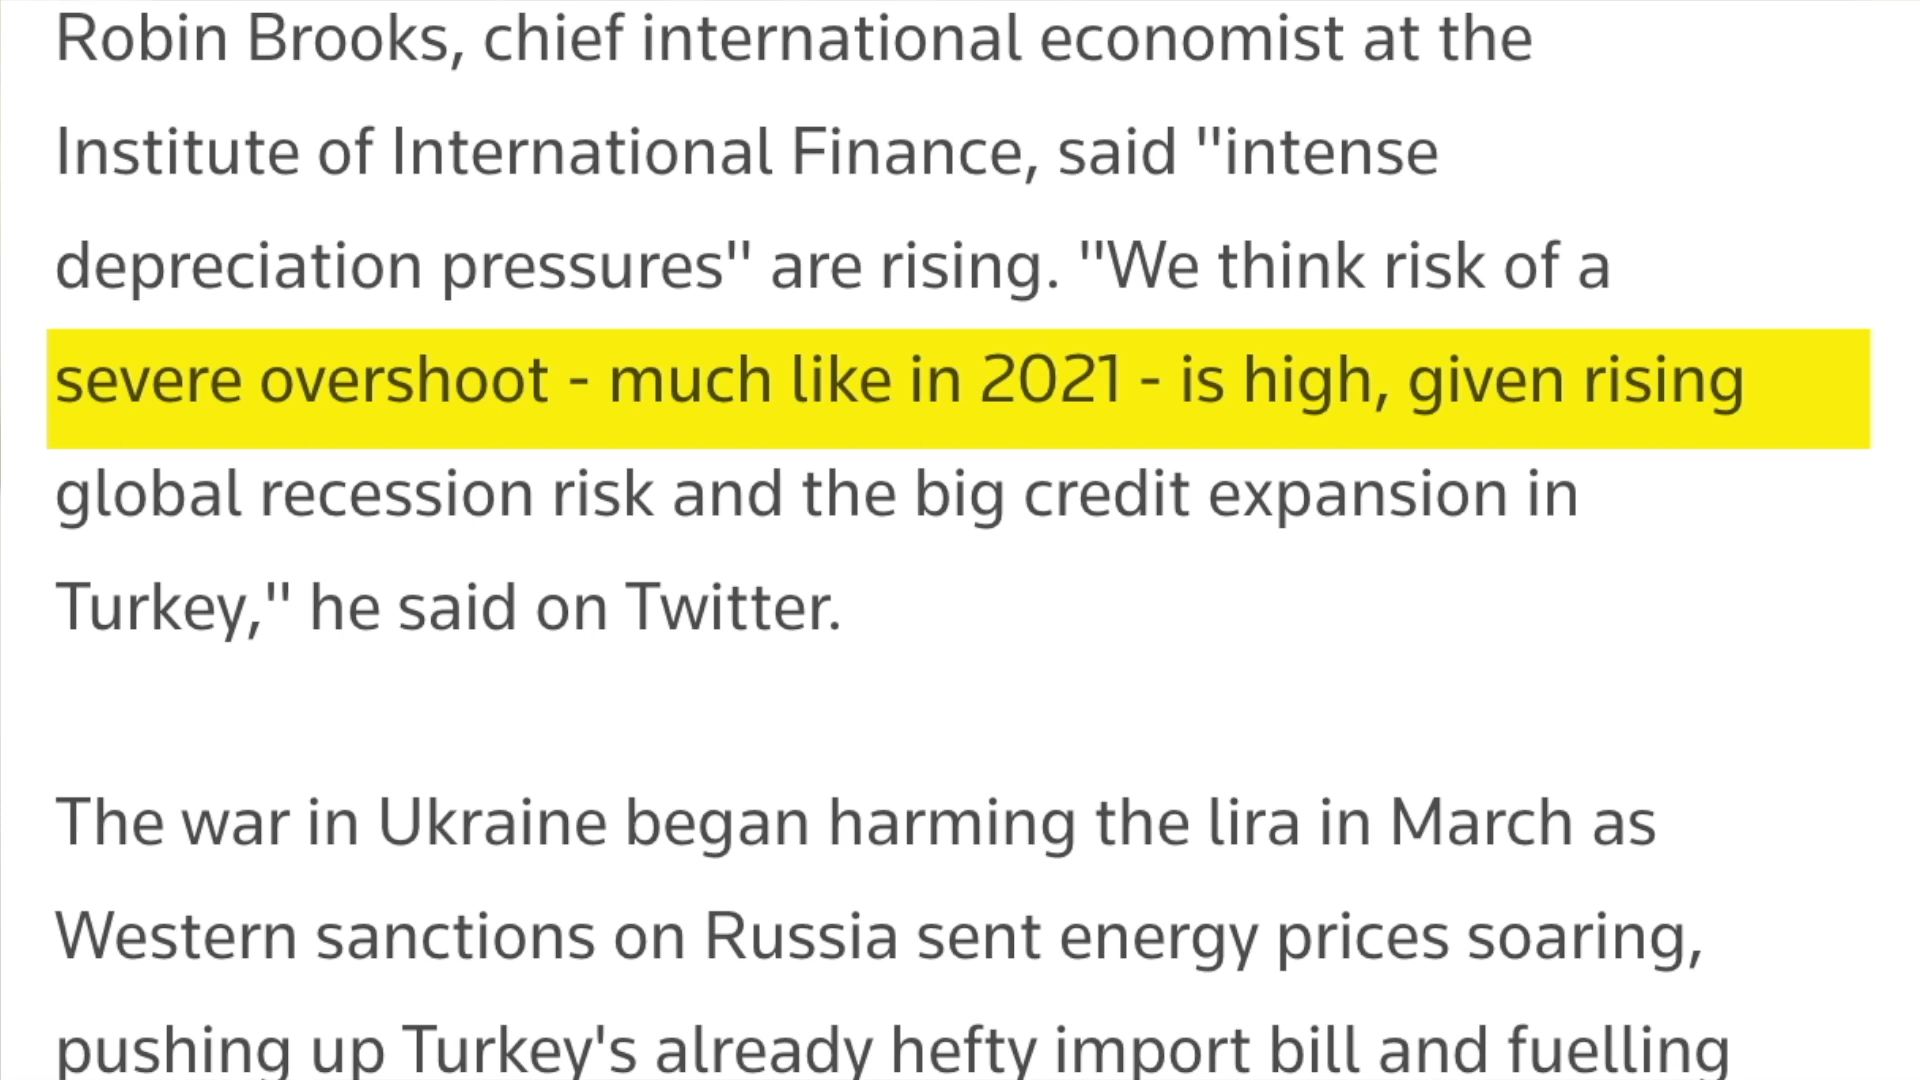 Robin Brooks, chief international economist at the
Institute of International Finance, said "intense
depreciation pressures" are rising. "We think risk of a
severe overshoot - much like in 2021 - is high, given rising
global recession risk and the big credit expansion in
Turkey," he said on Twitter.
The war in Ukraine began harming the lira in March as
Western sanctions on Russia sent energy prices soaring,
pushing up Turkey's already hefty import bill and fuelling